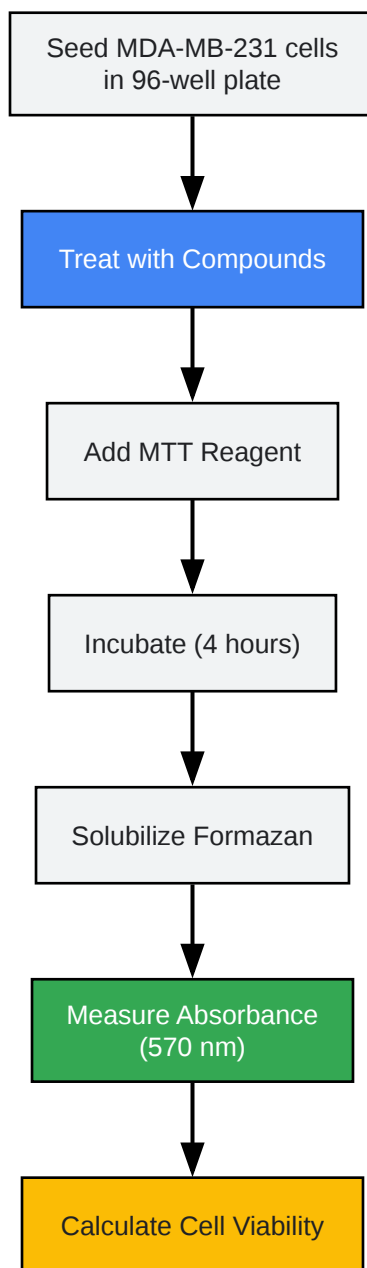 Seed MDA-MB-231 cells
in 96-well plate
Treat with Compounds
Add MTT Reagent
Incubate (4 hours)
Solubilize Formazan
Measure Absorbance
(570 nm)
Calculate Cell Viability